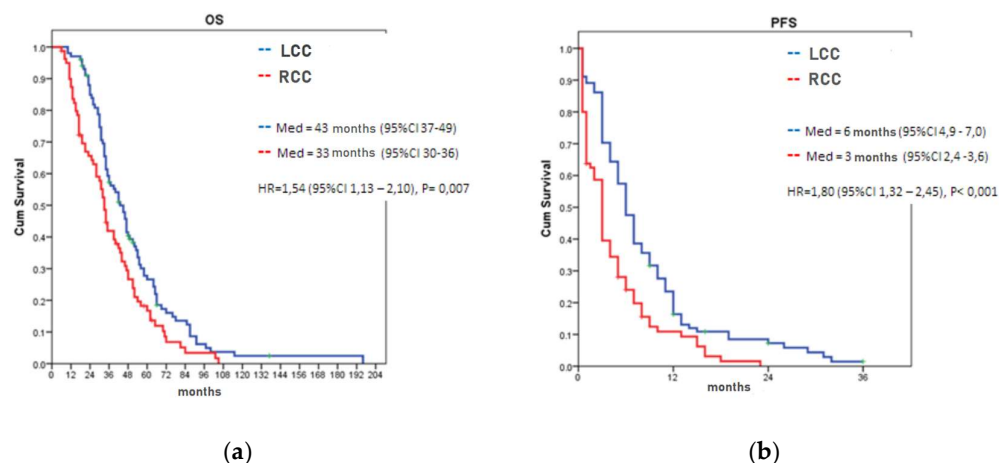 OS
Cum Survival
1.0
0.9
0.8
0.7
0.6
0.5
0.4
0.3
0.2
0.1
0.0
LCC
RCC
Med = 43 months (95%CI 37-49)
Med = 33 months (95%CI 30-36)
HR=1,54 (95%CI 1,13 – 2,10), P= 0,007
0 12 24 36 48 60 72 84 96 108 120 132 144 156 168 180 192 204
months
(a)
PFS
Cum Survival
1.0
0.9
0.8
0.7
0.6
0.5
0.4
0.3
0.2
0.1
0.0
LCC
RCC
Med = 6 months (95%CI 4,9 - 7,0)
Med = 3 months (95%CI 2,4 -3,6)
HR=1,80 (95%CI 1,32 – 2,45), P< 0,001
0 12 24 36
months
(b)